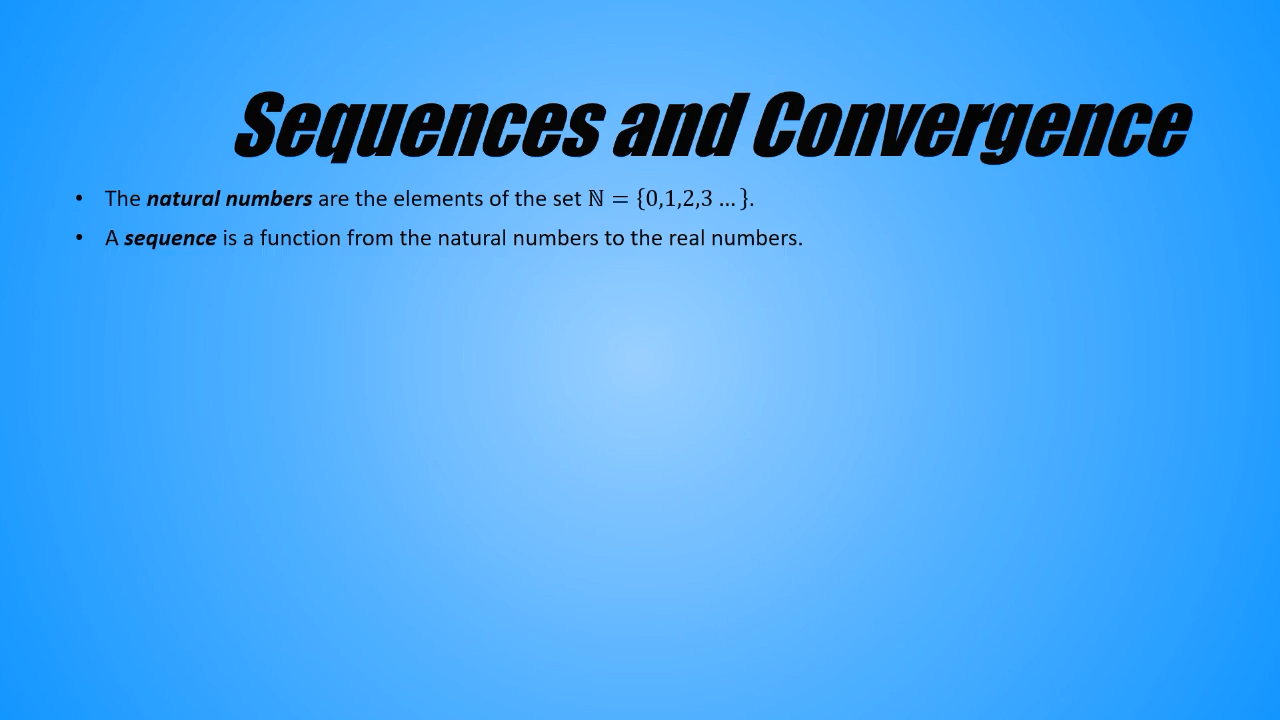 Sequences and Convergence
• The natural numbers are the elements of the set ℕ = {0,1,2,3 … }.
• A sequence is a function from the natural numbers to the real numbers.